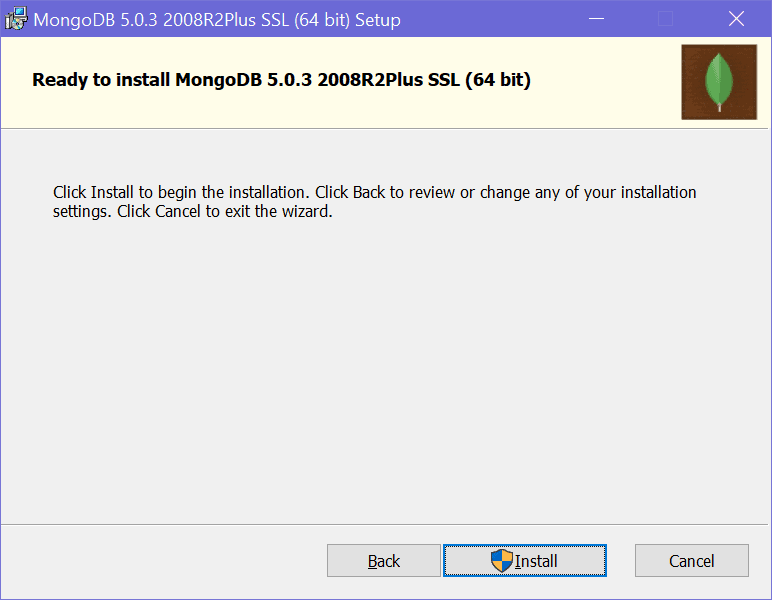 MongoDB 5.0.3 2008R2Plus SSL (64 bit) Setup
Ready to install MongoDB 5.0.3 2008R2Plus SSL (64 bit)
Click Install to begin the installation. Click Back to review or change any of your installation
settings. Click Cancel to exit the wizard.
Back Install Cancel